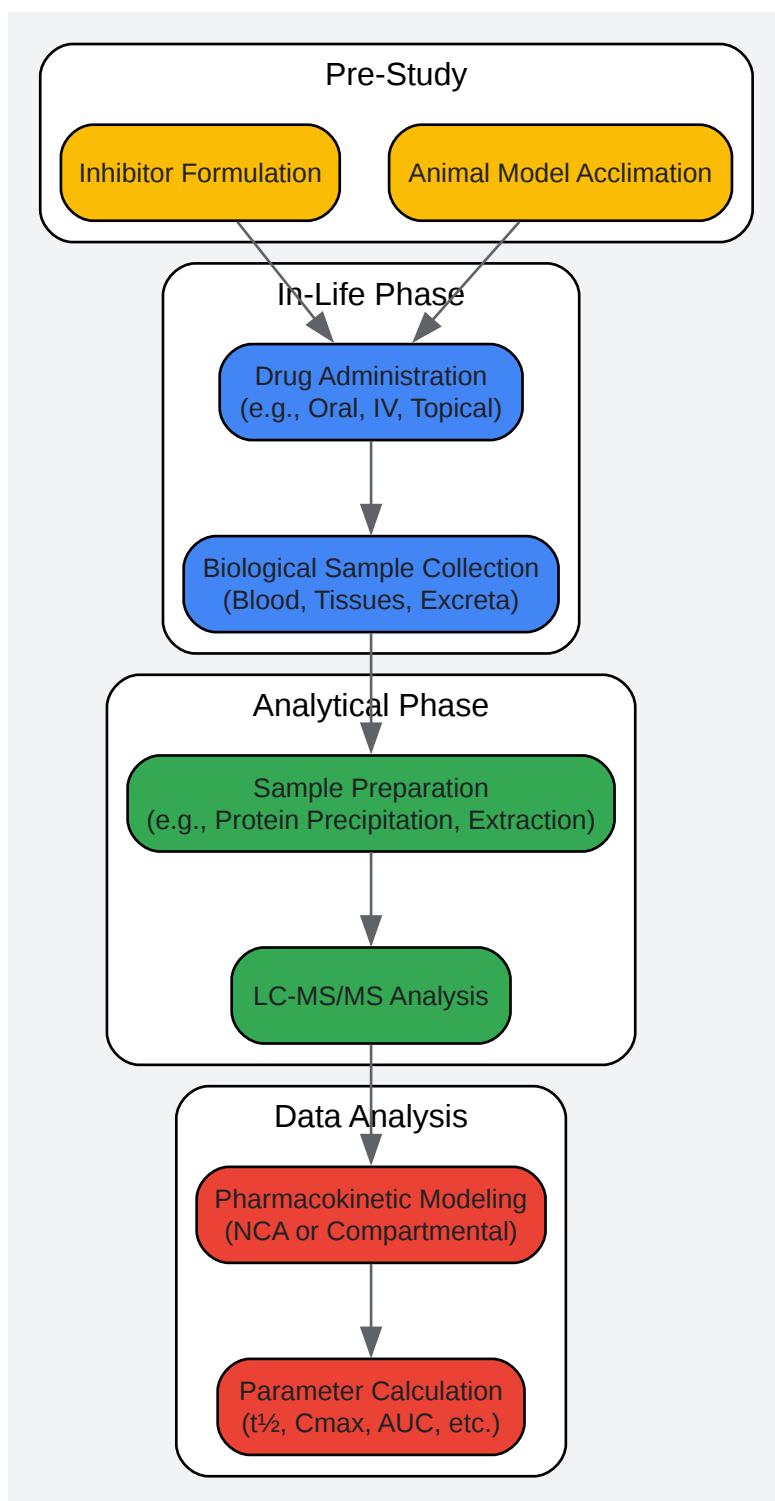 Pre-Study
Inhibitor Formulation
Animal Model Acclimation
In-Life Phase
Drug Administration
(e.g., Oral, IV, Topical)
Biological Sample Collection
(Blood, Tissues, Excreta)
Analytical Phase
Sample Preparation
(e.g., Protein Precipitation, Extraction)
LC-MS/MS Analysis
Data Analysis
Pharmacokinetic Modeling
(NCA or Compartmental)
Parameter Calculation
(t½, Cmax, AUC, etc.)